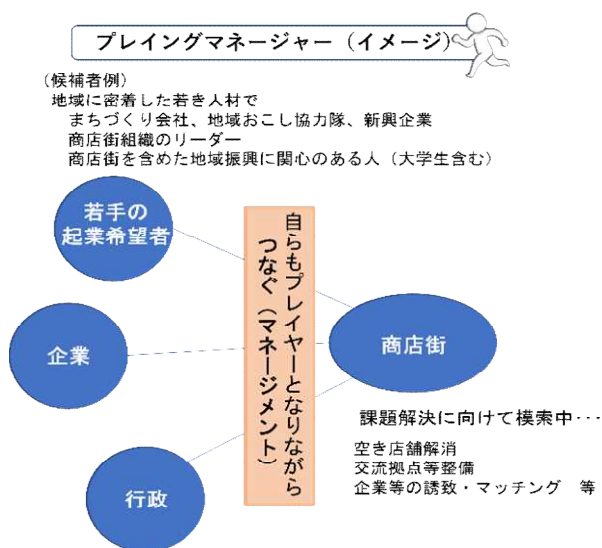 プレイングマネージャー（イメージ）
（候補者例）
地域に密着した若き人材で
まちづくり会社、地域おこし協力隊、新興企業
商店街組織のリーダー
商店街を含めた地域振興に関心のある人（大学生含む）
若手の
起業希望者
自らもプレイヤーとなりながら
つなぐ（マネージメント）
企業
商店街
課題解決に向けて模索中･･･
空き店舗解消
交流拠点等整備
企業等の誘致・マッチング　等
行政